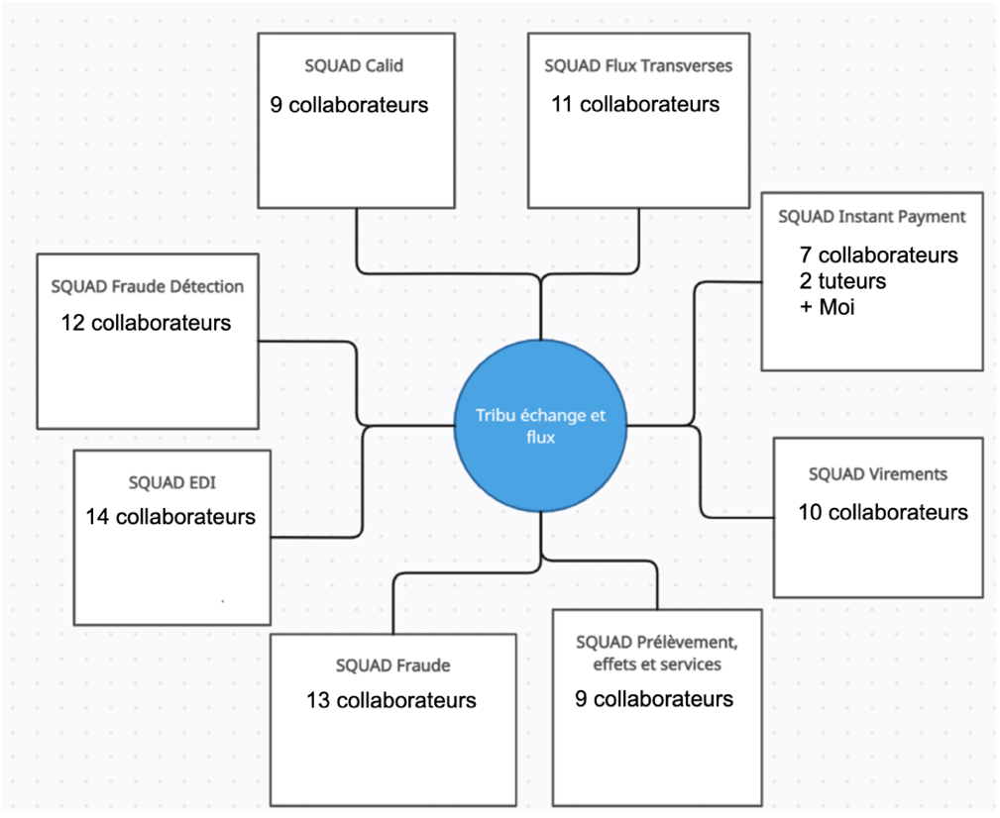 SQUAD Calid
9 collaborateurs
SQUAD Flux Transverses
11 collaborateurs
SQUAD Instant Payment
7 collaborateurs
2 tuteurs
+ Moi
SQUAD Fraude Détection
12 collaborateurs
Tribu échange et
flux
SQUAD EDI
14 collaborateurs
SQUAD Virements
10 collaborateurs
SQUAD Fraude
13 collaborateurs
SQUAD Prélèvement,
effets et services
9 collaborateurs